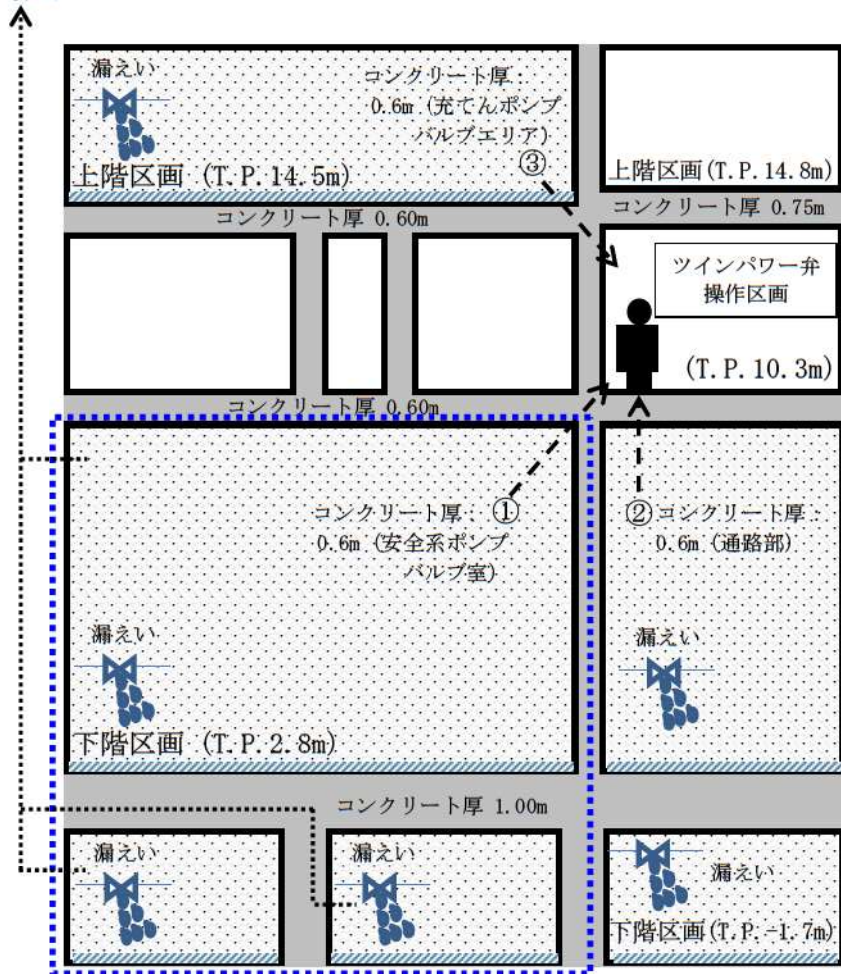 漏えい
コンクリート厚:
0.6m (充てんポンプ
バルブエリア)
③
上階区画 (T.P.14.5m)
上階区画(T.P.14.8m)
コンクリート厚 0.60m
コンクリート厚 0.75m
ツインパワー弁
操作区画
(T.P.10.3m)
コンクリート厚 0.60m
コンクリート厚: ①
0.6m (安全系ポンプ
バルブ室)
②コンクリート厚:
0.6m (通路部)
漏えい
漏えい
下階区画 (T.P.2.8m)
コンクリート厚 1.00m
漏えい
漏えい
漏えい
下階区画(T.P.-1.7m)